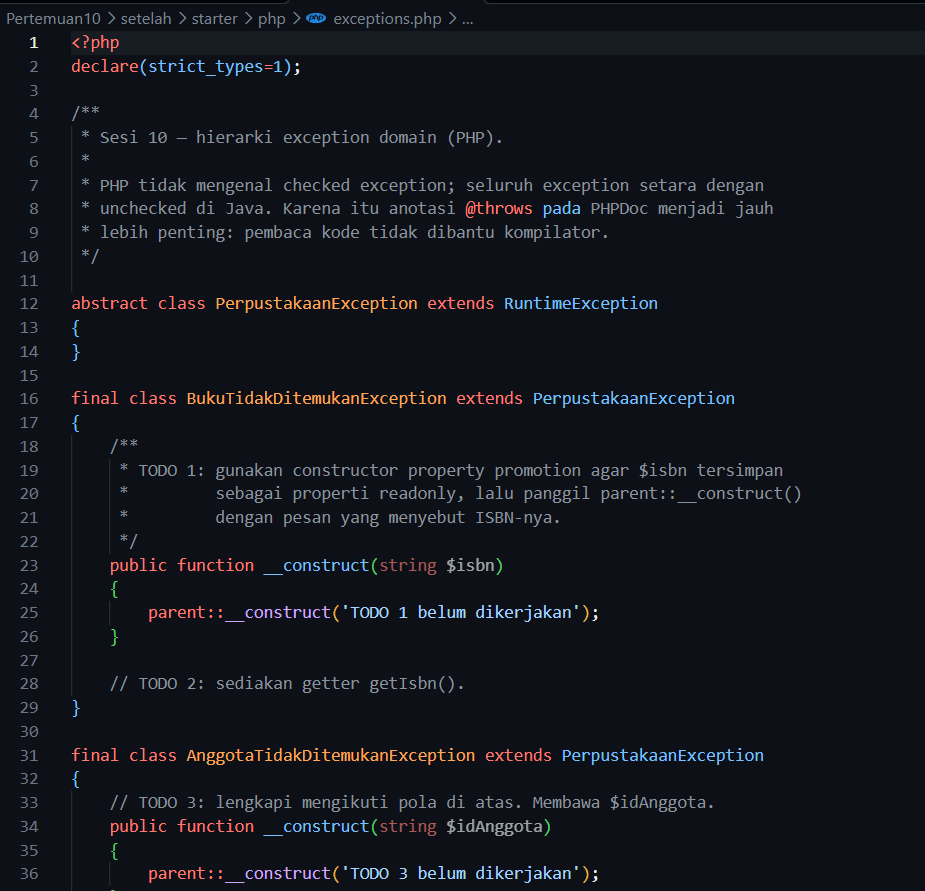 Pertemuan10 > setelah > starter > php > php exceptions.php > ...
1 <?php
2 declare(strict_types=1);
3
4 /**
5  * Sesi 10 — hierarki exception domain (PHP).
6  *
7  * PHP tidak mengenal checked exception; seluruh exception setara dengan
8  * unchecked di Java. Karena itu anotasi @throws pada PHPDoc menjadi jauh
9  * lebih penting: pembaca kode tidak dibantu kompilator.
10  */
11
12 abstract class PerpustakaanException extends RuntimeException
13 {
14 }
15
16 final class BukuTidakDitemukanException extends PerpustakaanException
17 {
18     /**
19      * TODO 1: gunakan constructor property promotion agar $isbn tersimpan
20      *         sebagai properti readonly, lalu panggil parent::__construct()
21      *         dengan pesan yang menyebut ISBN-nya.
22      */
23     public function __construct(string $isbn)
24     {
25         parent::__construct('TODO 1 belum dikerjakan');
26     }
27
28     // TODO 2: sediakan getter getIsbn().
29 }
30
31 final class AnggotaTidakDitemukanException extends PerpustakaanException
32 {
33     // TODO 3: lengkapi mengikuti pola di atas. Membawa $idAnggota.
34     public function __construct(string $idAnggota)
35     {
36         parent::__construct('TODO 3 belum dikerjakan');